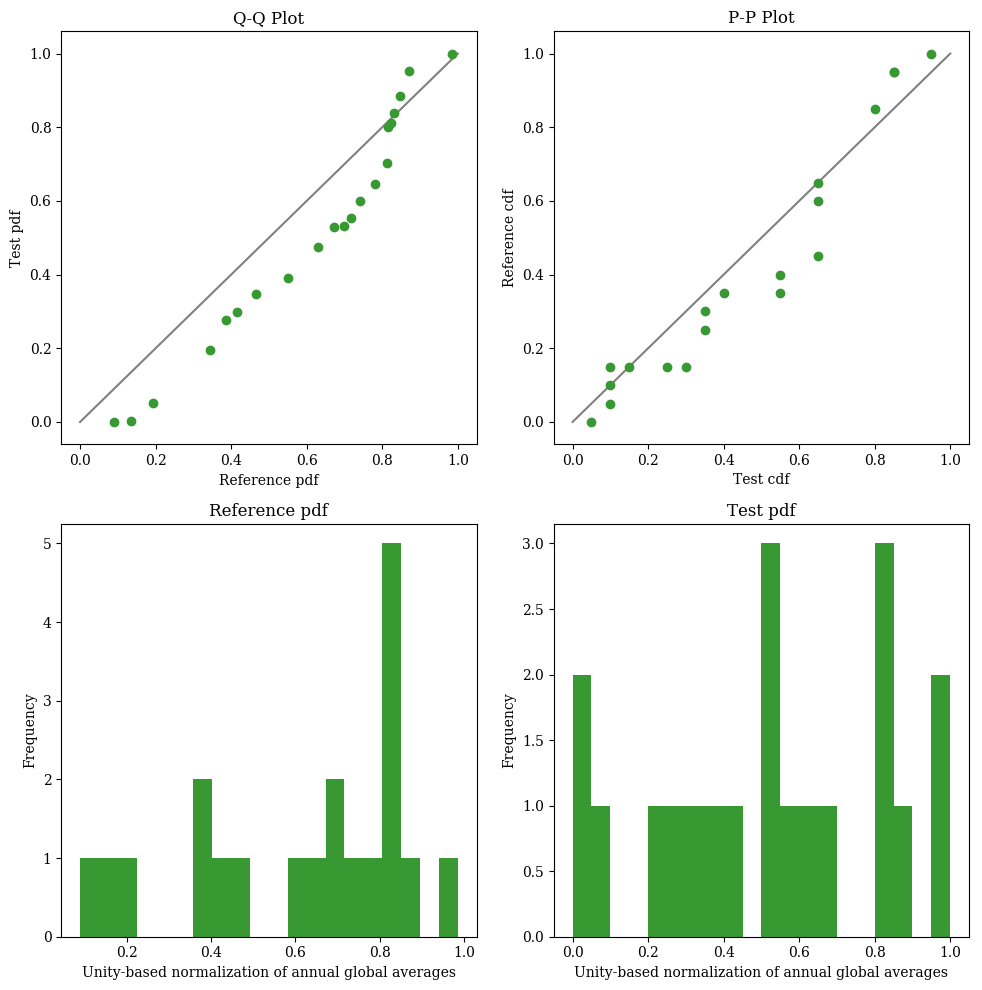 Q-Q Plot
1.0
0.8
0.6
0.4
0.2
0.0
Test pdf
0.0 0.2 0.4 0.6 0.8 1.0
Reference pdf
P-P Plot
1.0
0.8
0.6
0.4
0.2
0.0
Reference cdf
0.0 0.2 0.4 0.6 0.8 1.0
Test cdf
Reference pdf
5
4
3
2
1
0
Frequency
0.2 0.4 0.6 0.8 1.0
Unity-based normalization of annual global averages
Test pdf
3.0
2.5
2.0
1.5
1.0
0.5
0.0
Frequency
0.0 0.2 0.4 0.6 0.8 1.0
Unity-based normalization of annual global averages